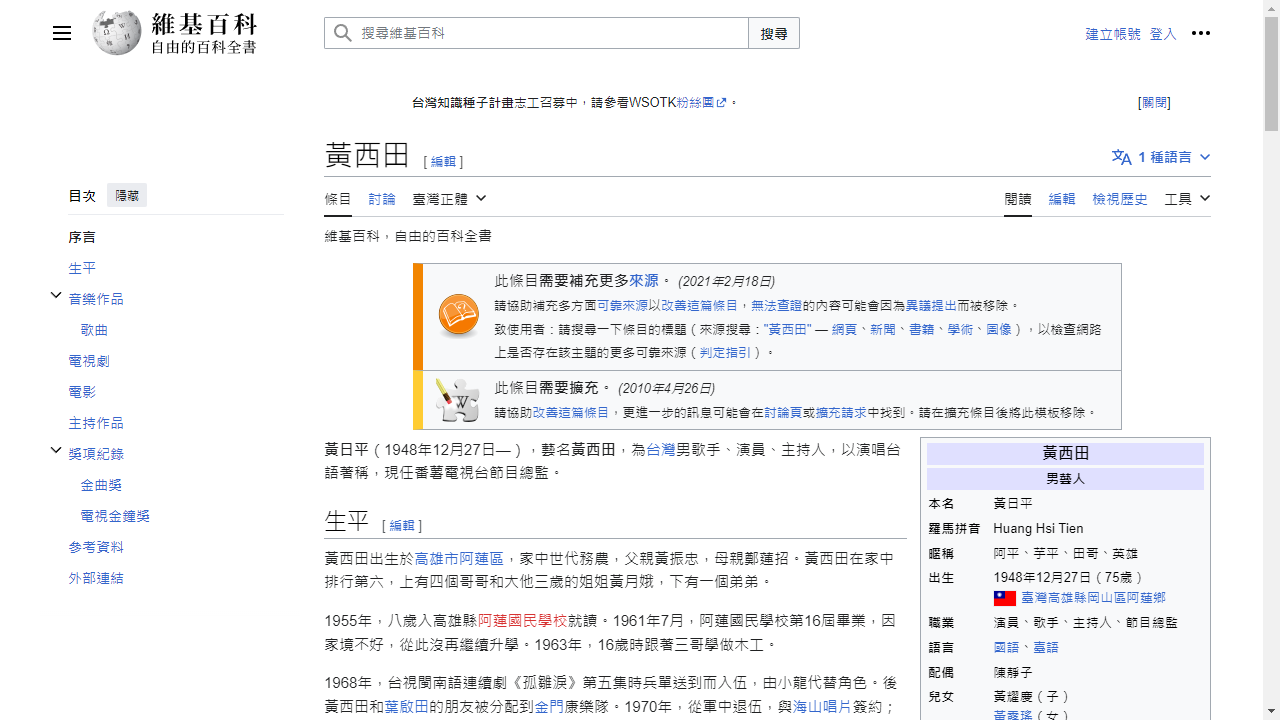 維基百科
自由的百科全書
搜尋維基百科
搜尋
建立帳號 登入
台灣知識種子計畫志工召募中，請參看WSOTK粉絲團。
[關閉]
黃西田 [ 編輯 ]
1 種語言
目次 隱藏
條目 討論 臺灣正體
閱讀 編輯 檢視歷史 工具
序言
生平
音樂作品
歌曲
電視劇
電影
主持作品
獎項紀錄
金曲獎
電視金鐘獎
參考資料
外部連結
維基百科，自由的百科全書
此條目需要補充更多來源。 (2021年2月18日)
請協助補充多方面可靠來源以改善這篇條目，無法查證的內容可能會因為異議提出而被移除。
致使用者：請搜尋一下條目的標題（來源搜尋："黃西田" — 網頁、新聞、書籍、學術、圖像），以檢查網路
上是否存在該主題的更多可靠來源（判定指引）。
此條目需要擴充。 (2010年4月26日)
請協助改善這篇條目，更進一步的訊息可能會在討論頁或擴充請求中找到。請在擴充條目後將此模板移除。
黃日平（1948年12月27日—），藝名黃西田，為台灣男歌手、演員、主持人，以演唱台
語著稱，現任番薯電視台節目總監。
生平 [ 編輯 ]
黃西田出生於高雄市阿蓮區，家中世代務農，父親黃振忠，母親鄭蓮招。黃西田在家中
排行第六，上有四個哥哥和大他三歲的姐姐黃月娥，下有一個弟弟。
1955年，八歲入高雄縣阿蓮國民學校就讀。1961年7月，阿蓮國民學校第16屆畢業，因
家境不好，從此沒再繼續升學。1963年，16歲時跟著三哥學做木工。
1968年，台視閩南語連續劇《孤雛淚》第五集時兵單送到而入伍，由小龍代替角色。後
黃西田和葉啟田的朋友被分配到金門康樂隊。1970年，從軍中退伍，與海山唱片簽約；
黃西田
男藝人
本名 黃日平
羅馬拼音 Huang Hsi Tien
暱稱 阿平、芋平、田哥、英雄
出生 1948年12月27日（75歲）
臺灣高雄縣岡山區阿蓮鄉
職業 演員、歌手、主持人、節目總監
語言 國語、臺語
配偶 陳靜子
兒女 黃耀慶（子）
黃露瑤（女）